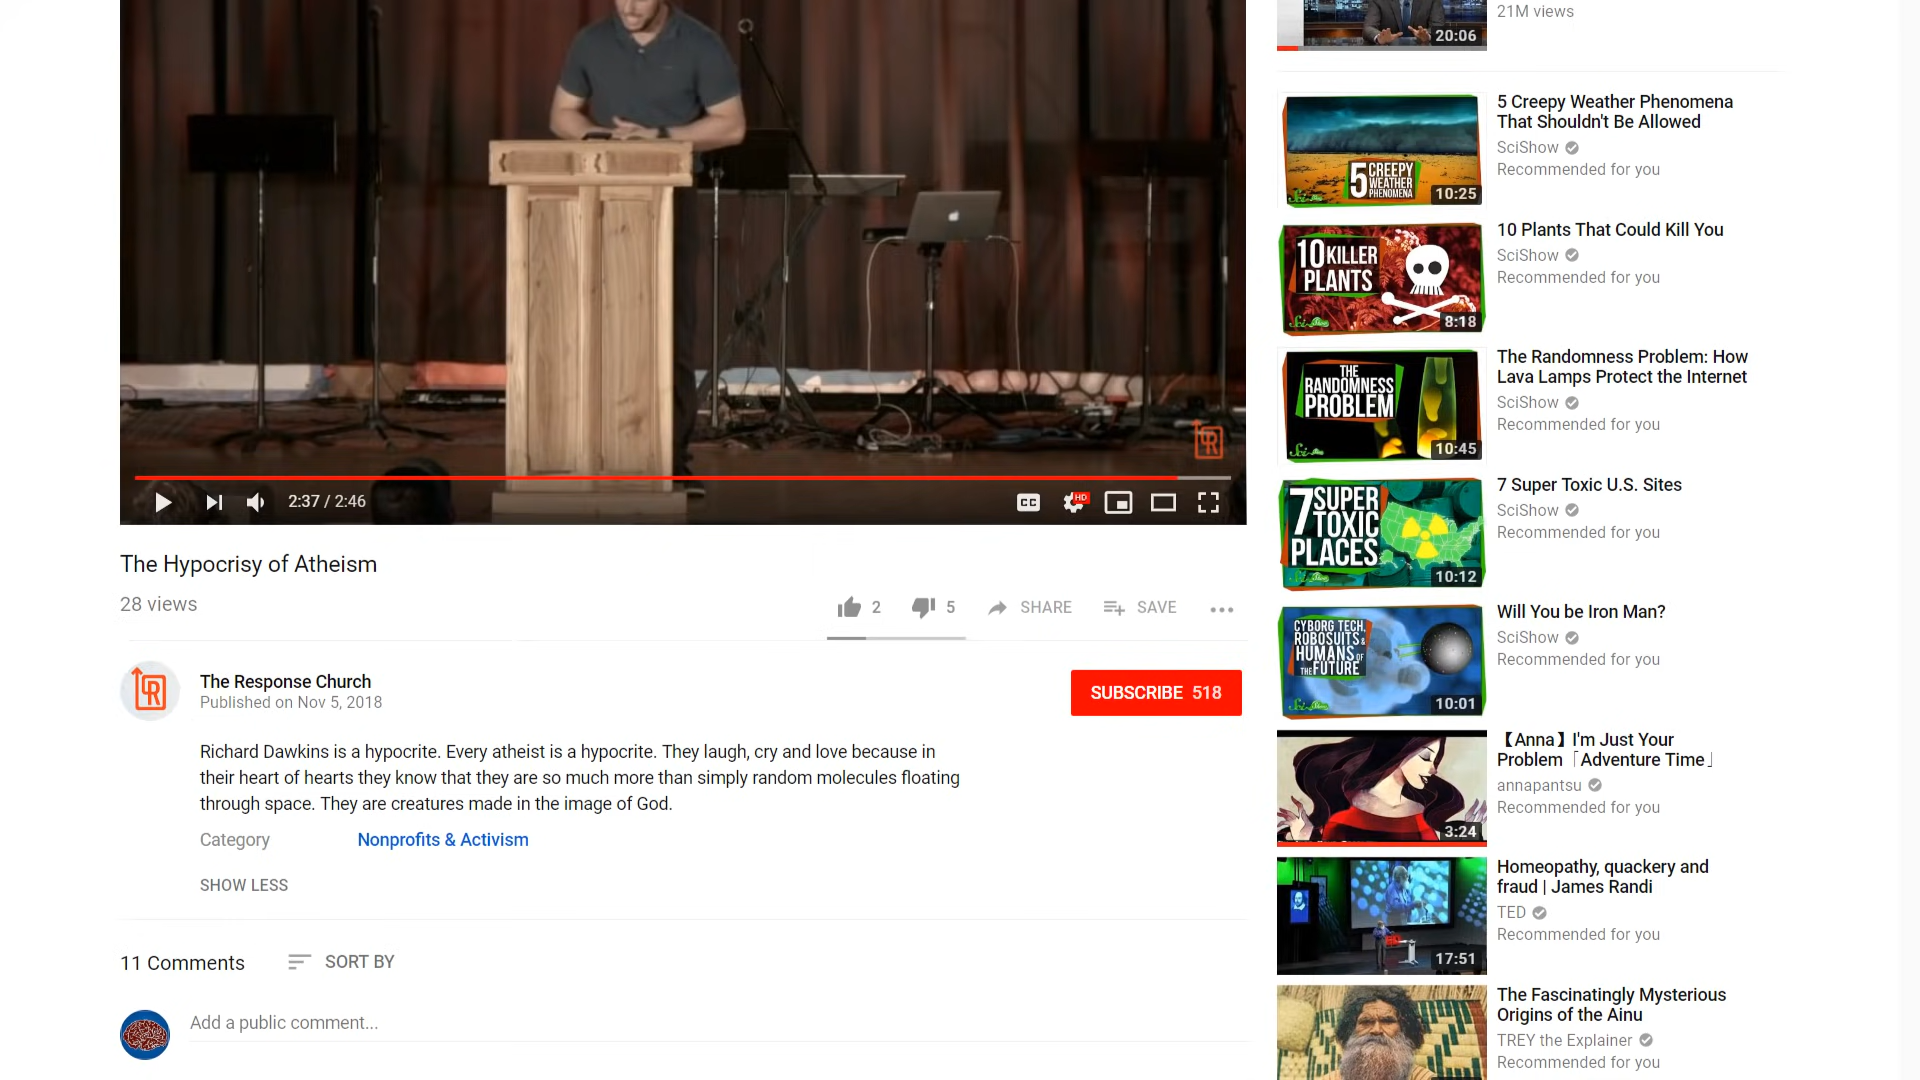 21M views
20:06
2:37 / 2:46
CC
HD
The Hypocrisy of Atheism
28 views
2
5
SHARE
SAVE
The Response Church
Published on Nov 5, 2018
SUBSCRIBE 518
Richard Dawkins is a hypocrite. Every atheist is a hypocrite. They laugh, cry and love because in
their heart of hearts they know that they are so much more than simply random molecules floating
through space. They are creatures made in the image of God.
Category
Nonprofits & Activism
SHOW LESS
11 Comments
SORT BY
Add a public comment...
5 CREEPY
WEATHER
PHENOMENA
10:25
5 Creepy Weather Phenomena
That Shouldn't Be Allowed
SciShow
Recommended for you
10 KILLER
PLANTS
8:18
10 Plants That Could Kill You
SciShow
Recommended for you
THE
RANDOMNESS
PROBLEM
10:45
The Randomness Problem: How
Lava Lamps Protect the Internet
SciShow
Recommended for you
7 SUPER
TOXIC
PLACES
10:12
7 Super Toxic U.S. Sites
SciShow
Recommended for you
CYBORG TECH,
ROBOSUITS &
HUMANS OF
THE FUTURE
10:01
Will You be Iron Man?
SciShow
Recommended for you
3:24
【Anna】I'm Just Your
Problem「Adventure Time」
annapantsu
Recommended for you
17:51
Homeopathy, quackery and
fraud | James Randi
TED
Recommended for you
The Fascinatingly Mysterious
Origins of the Ainu
TREY the Explainer
Recommended for you